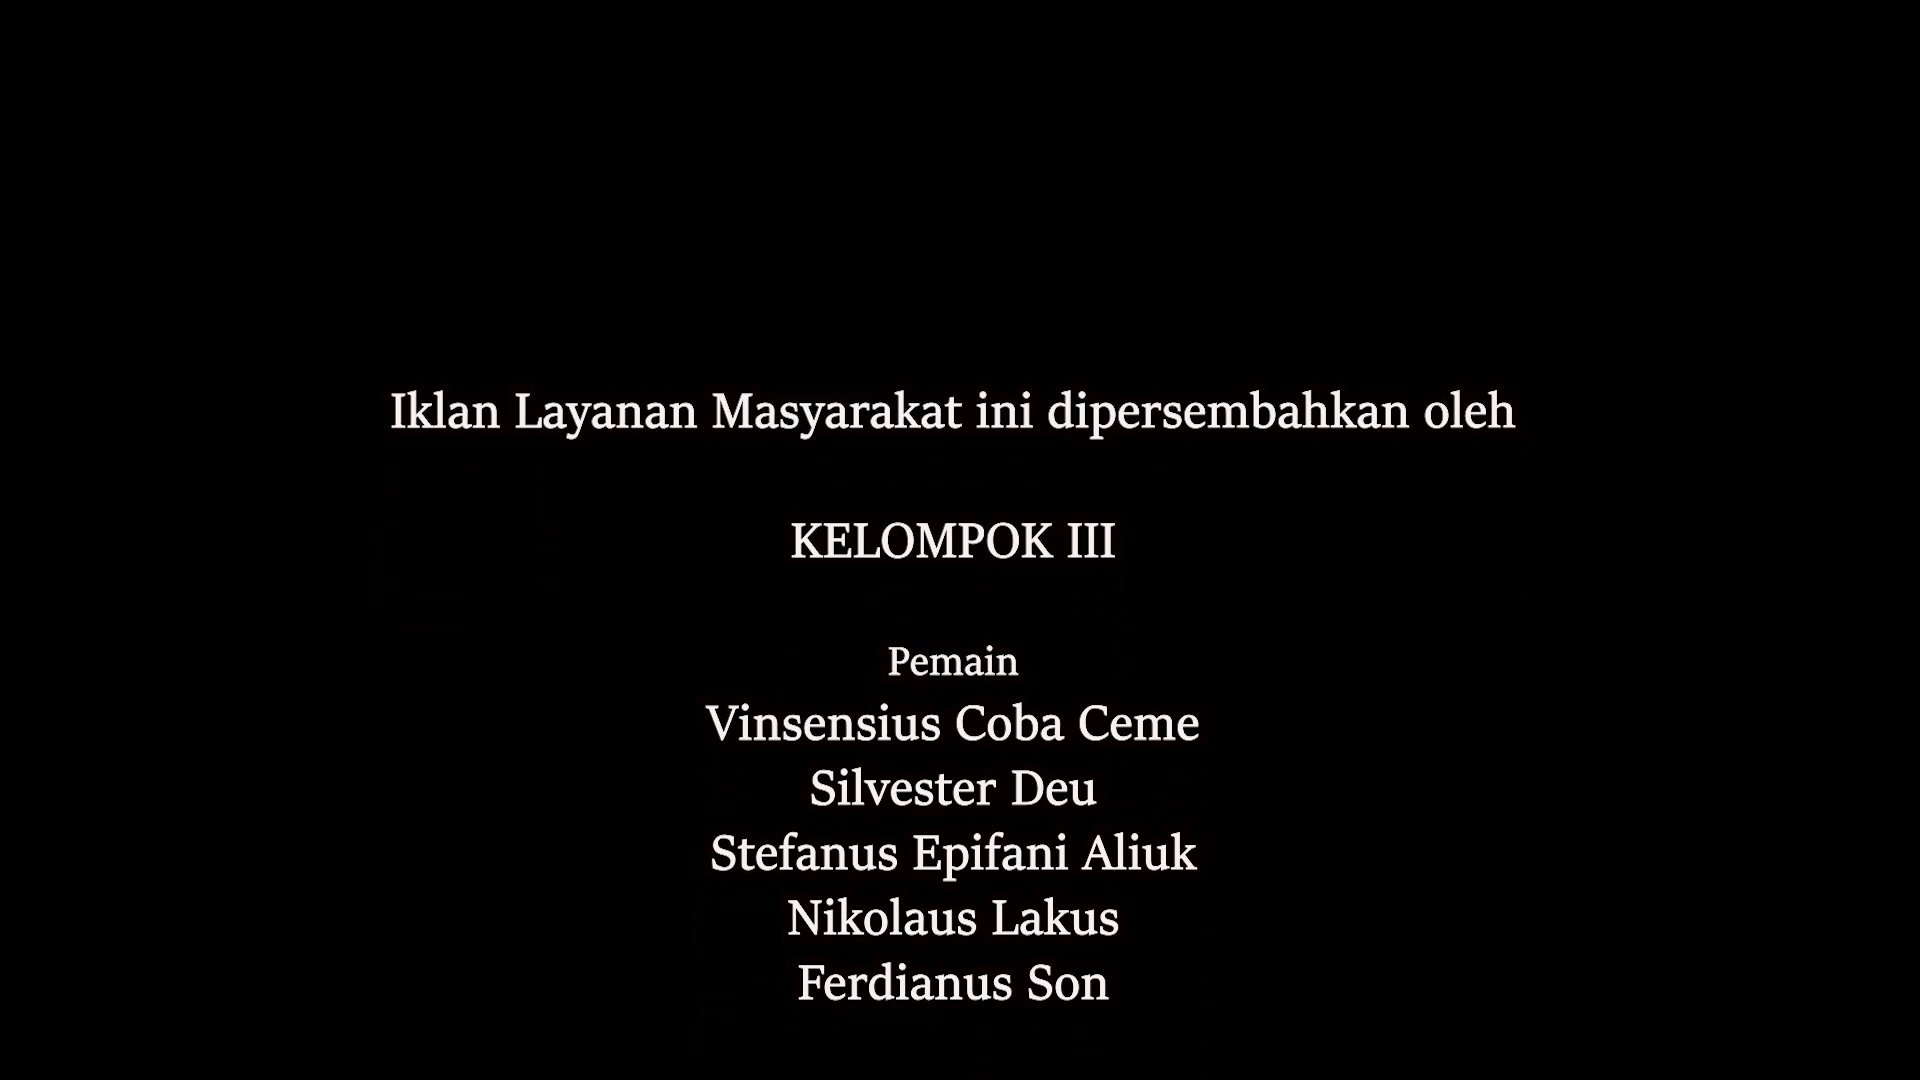 Iklan Layanan Masyarakat ini dipersembahkan oleh
KELOMPOK III
Pemain
Vinsensius Coba Ceme
Silvester Deu
Stefanus Epifani Aliuk
Nikolaus Lakus
Ferdianus Son